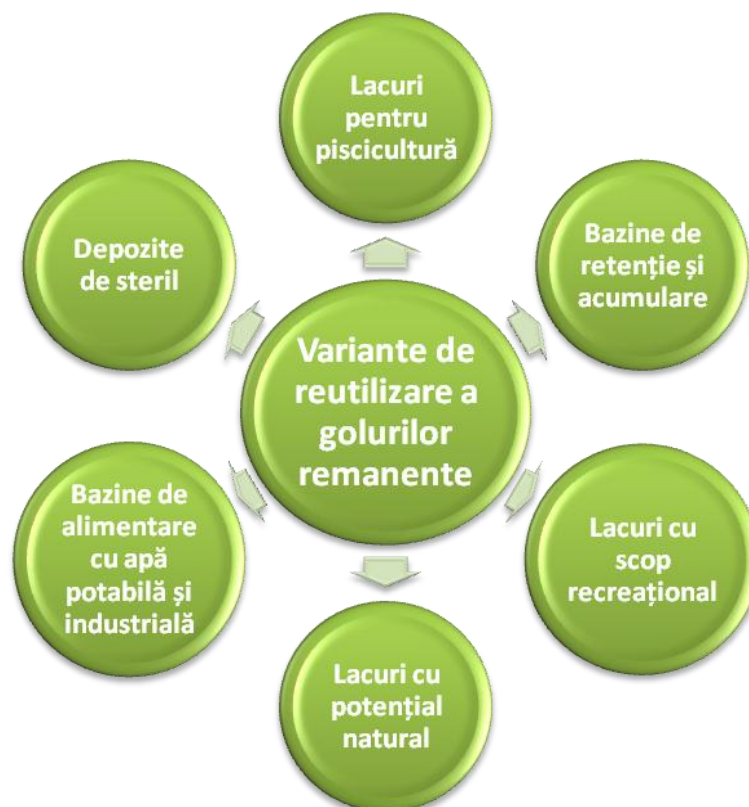 Lacuri
pentru
piscicultură
Depozite
de steril
Bazine de
retenție și
acumulare
Variante de
reutilizare a
golurilor
remanente
Bazine de
alimentare
cu apă
potabilă și
industrială
Lacuri cu
scop
recreațional
Lacuri cu
potențial
natural